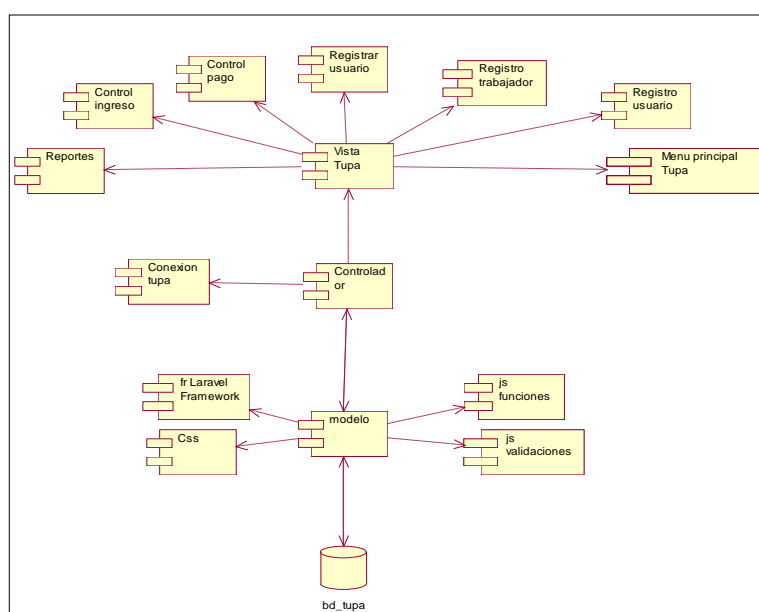 Registrar
usuario
Control
pago
Registro
trabajador
Control
ingreso
Registro
usuario
Vista
Tupa
Reportes
Menu principal
Tupa
Conexion
tupa
Controlad
or
fr Laravel
Framework
js
funciones
modelo
Css
js
validaciones
bd_tupa